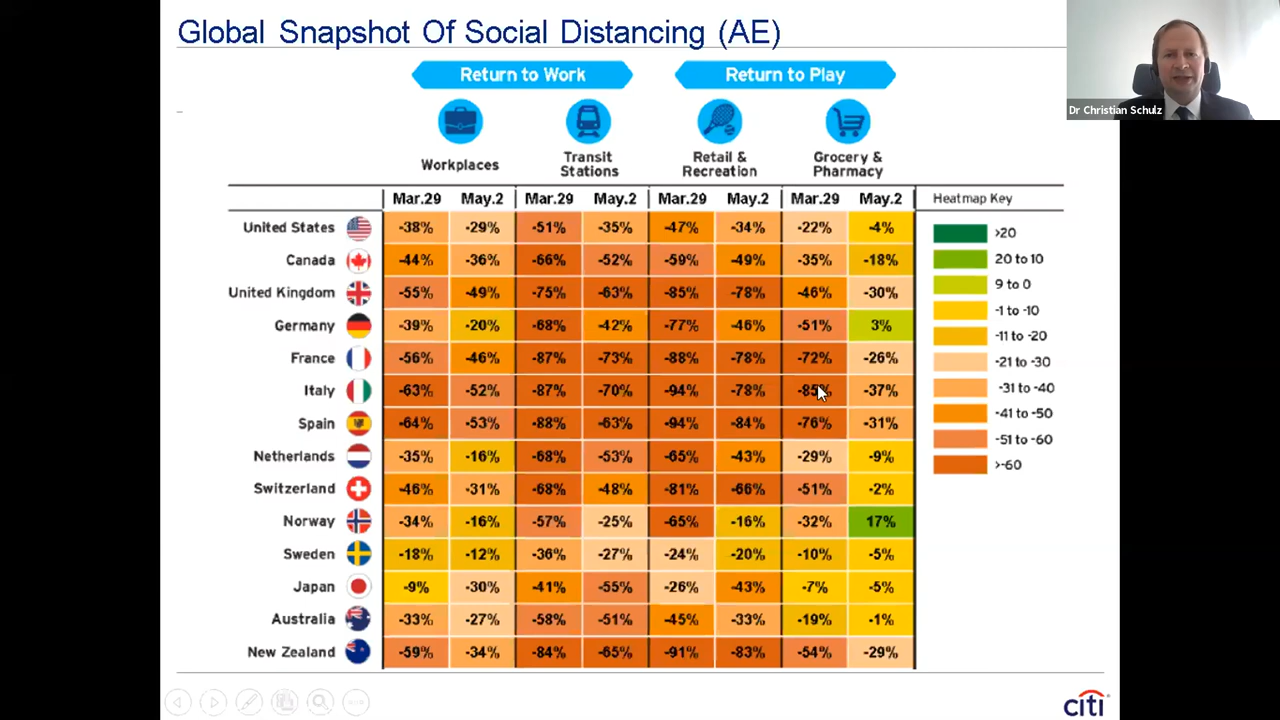 Global Snapshot Of Social Distancing (AE)
Dr Christian Schulz
Return to Work Return to Play
Workplaces Transit Stations Retail & Recreation Grocery & Pharmacy
Mar.29 May.2 Mar.29 May.2 Mar.29 May.2 Mar.29 May.2
United States -38% -29% -51% -35% -47% -34% -22% -4%
Canada -44% -36% -66% -52% -59% -49% -35% -18%
United Kingdom -55% -49% -75% -63% -85% -78% -46% -30%
Germany -39% -20% -68% -42% -77% -46% -51% 3%
France -56% -46% -87% -73% -88% -78% -72% -26%
Italy -63% -52% -87% -70% -94% -78% -85% -37%
Spain -64% -53% -88% -63% -94% -84% -76% -31%
Netherlands -35% -16% -68% -53% -65% -43% -29% -9%
Switzerland -46% -31% -68% -48% -81% -66% -51% -2%
Norway -34% -16% -57% -25% -65% -16% -32% 17%
Sweden -18% -12% -36% -27% -24% -20% -10% -5%
Japan -9% -30% -41% -55% -26% -43% -7% -5%
Australia -33% -27% -58% -51% -45% -33% -19% -1%
New Zealand -59% -34% -84% -65% -91% -83% -54% -29%
Heatmap Key
>20
20 to 10
9 to 0
-1 to -10
-11 to -20
-21 to -30
-31 to -40
-41 to -50
-51 to -60
>-60
citi